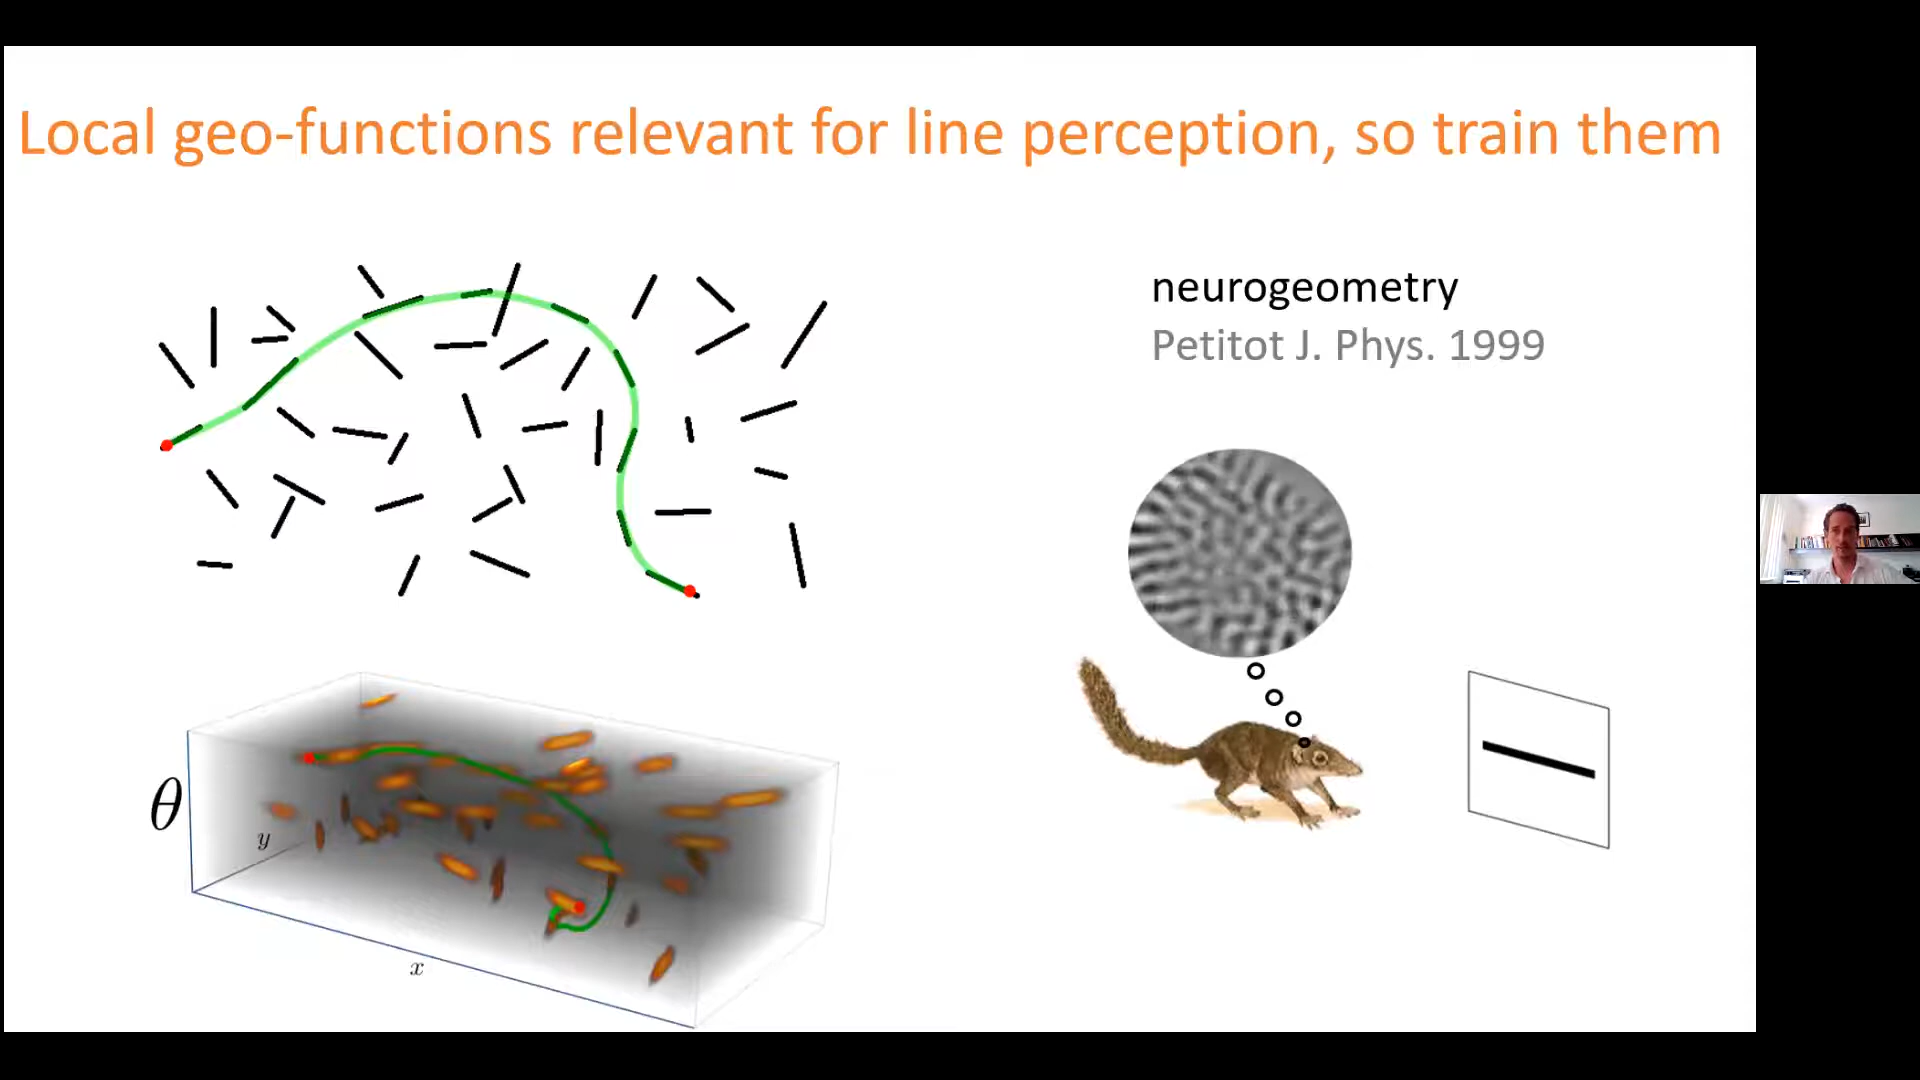 Local geo-functions relevant for line perception, so train them
neurogeometry
Petitot J. Phys. 1999
θ
y
x